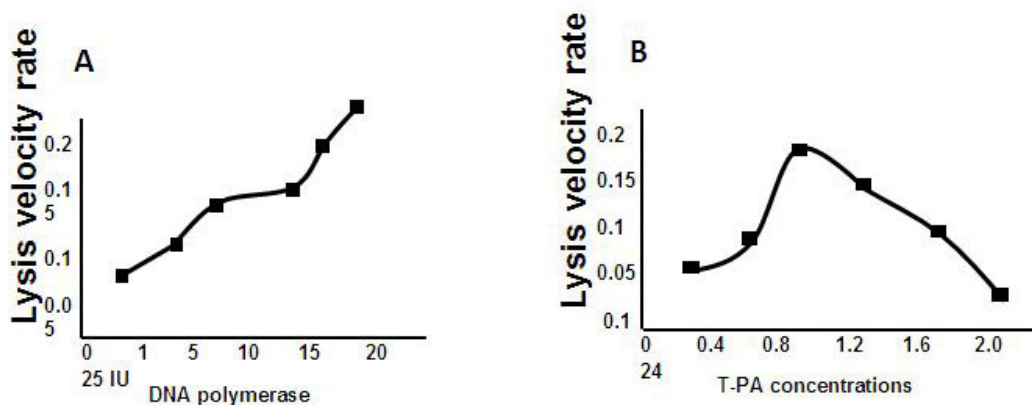 A
Lysis velocity rate
0.2
0.1
5
0.1
0.0
5
0 1 5 10 15 20
25 IU
DNA polymerase
B
Lysis velocity rate
0.2
0.15
0.1
0.05
0.1
0 0.4 0.8 1.2 1.6 2.0
24
T-PA concentrations